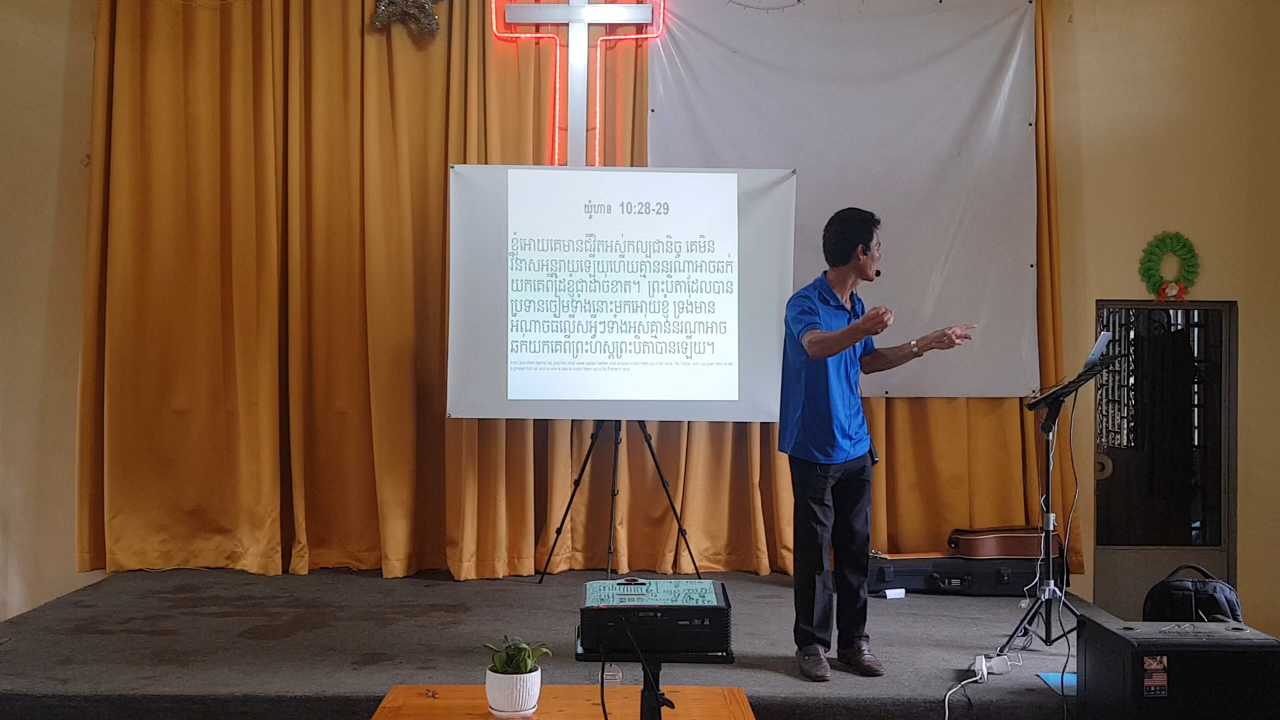 យ៉ូហាន 10:28-29
ខ្ញុំអោយគេមានជីវិតអស់កល្បជានិច្ច គេមិន
វិនាសអន្តរាយឡើយហើយគ្មាននរណាអាចឆក់
យកគេពីដៃខ្ញុំជាដាច់ខាត។ ព្រះបិតាដែលបាន
ប្រទានចៀមទាំងនោះមកអោយខ្ញុំ ទ្រង់មាន
អំណាចធំលើសអ្វីៗទាំងអស់គ្មាននរណាអាច
ឆក់យកគេពីព្រះហស្តព្រះបិតាបានឡើយ។